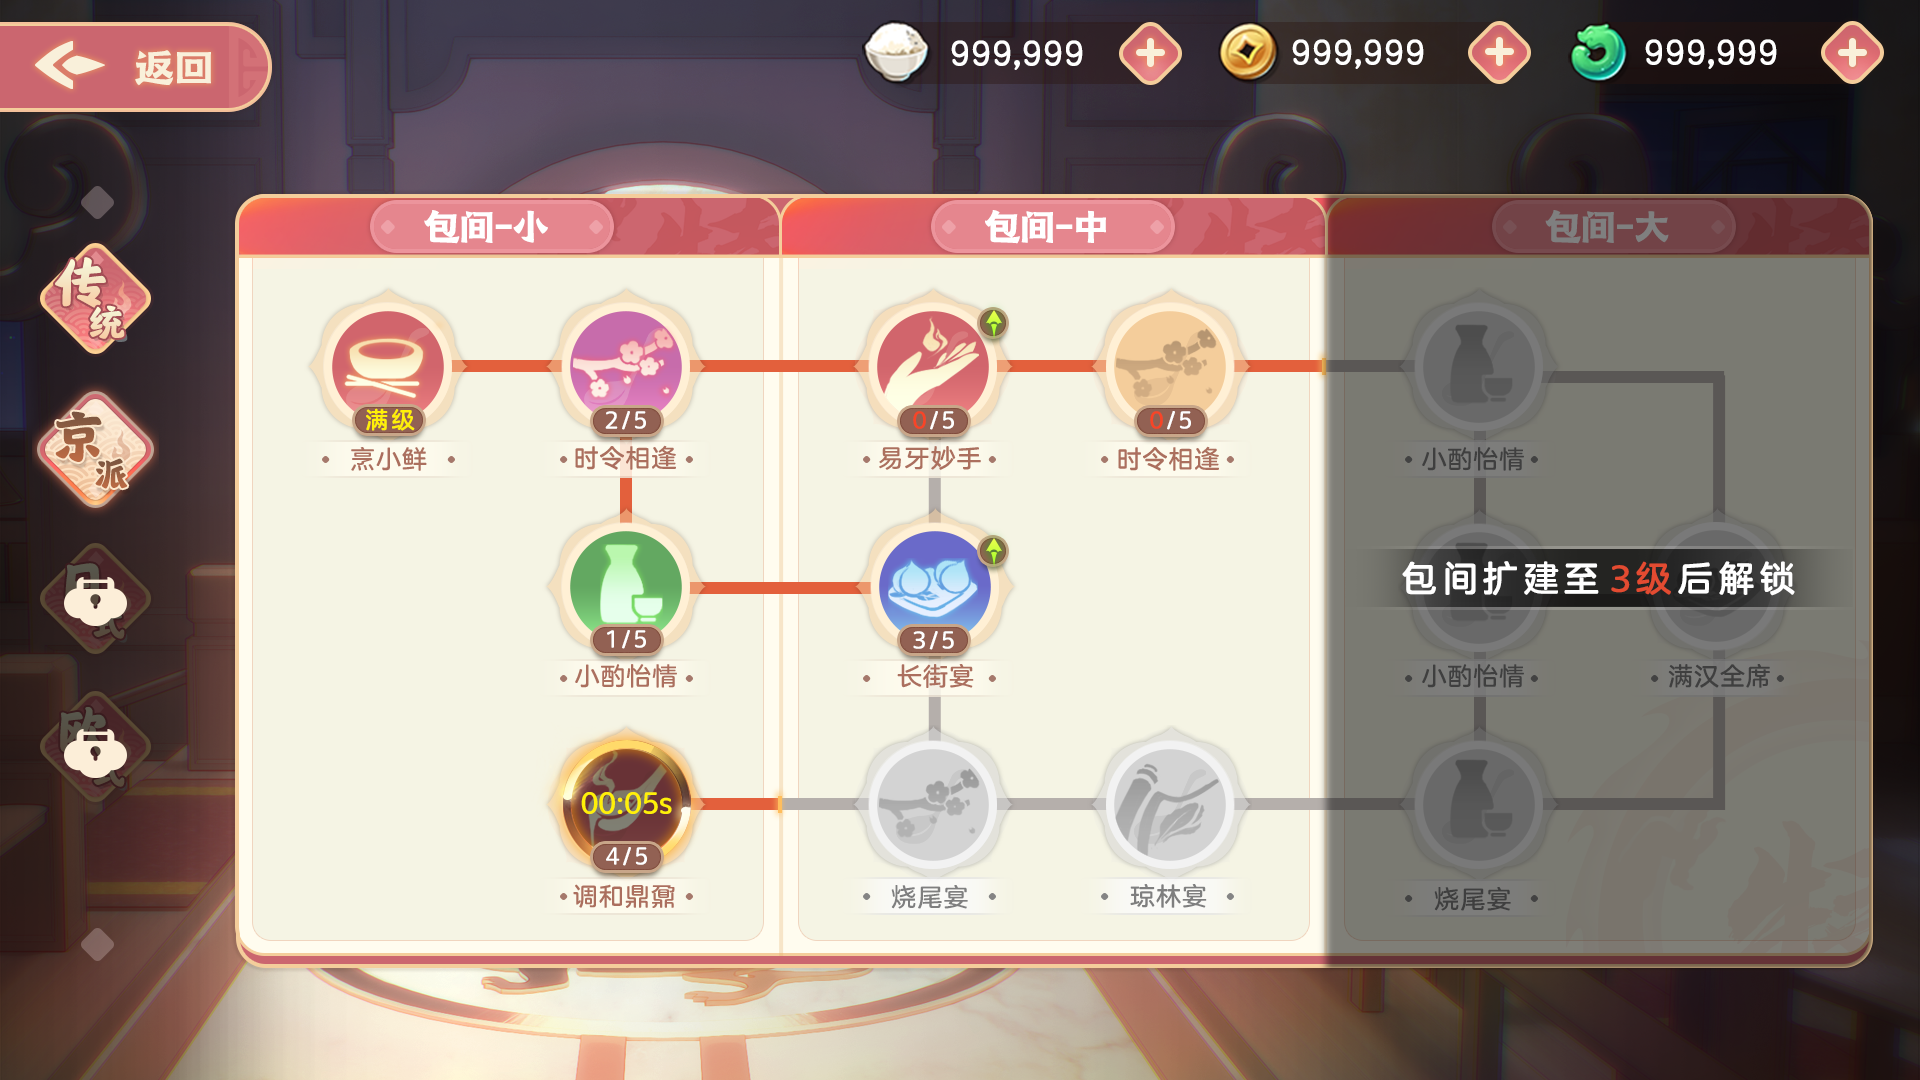 返回
999,999
999,999
999,999
传统
京派
包间-小
包间-中
包间-大
满级
2/5
0/5
0/5
烹小鲜
时令相逢
易牙妙手
时令相逢
小酌怡情
1/5
3/5
包间扩建至3级后解锁
小酌怡情
长街宴
小酌怡情
满汉全席
00:05s
4/5
调和鼎鼐
烧尾宴
琼林宴
烧尾宴